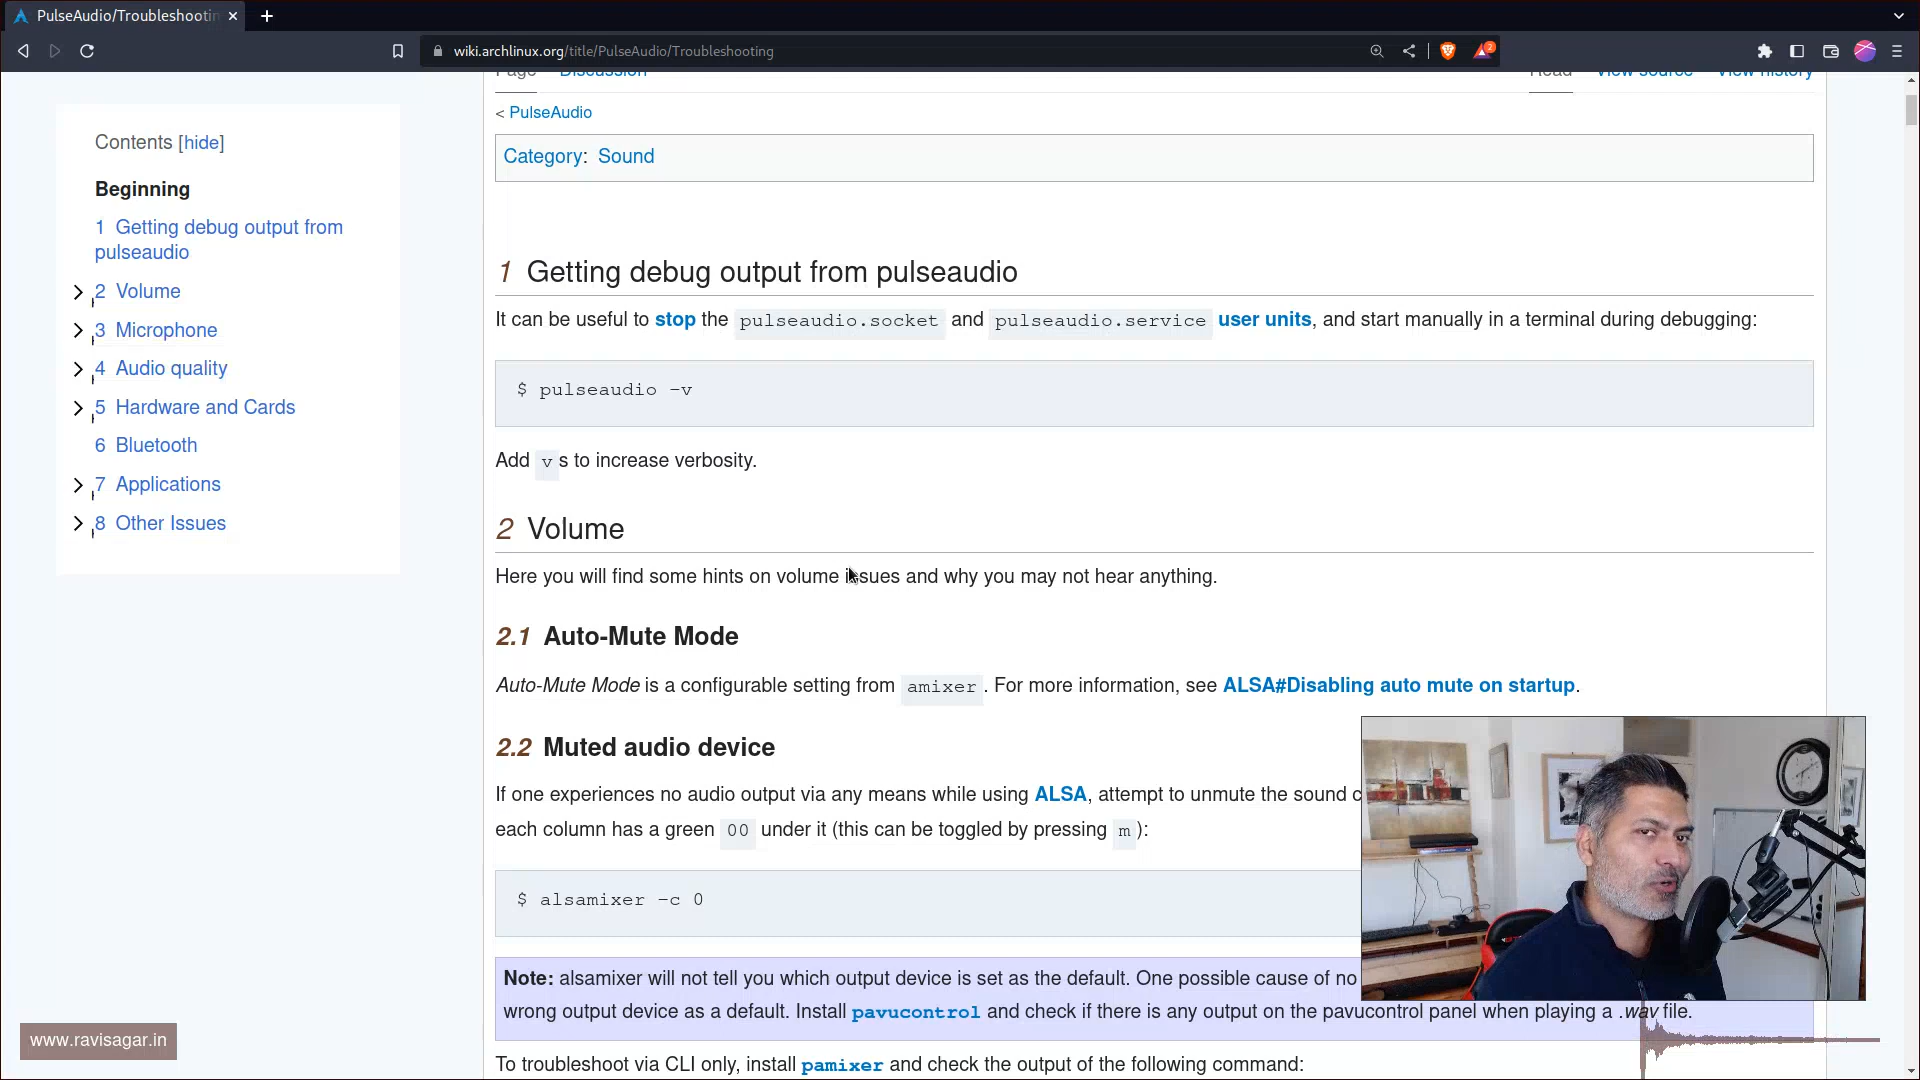 PulseAudio/Troubleshootin
wiki.archlinux.org/title/PulseAudio/Troubleshooting
2
Page Discussion Read View source View history
Contents [hide]
Beginning
1 Getting debug output from
pulseaudio
2 Volume
3 Microphone
4 Audio quality
5 Hardware and Cards
6 Bluetooth
7 Applications
8 Other Issues
< PulseAudio
Category: Sound
1 Getting debug output from pulseaudio
It can be useful to stop the pulseaudio.socket and pulseaudio.service user units, and start manually in a terminal during debugging:
$ pulseaudio -v
Add v s to increase verbosity.
2 Volume
Here you will find some hints on volume issues and why you may not hear anything.
2.1 Auto-Mute Mode
Auto-Mute Mode is a configurable setting from amixer. For more information, see ALSA#Disabling auto mute on startup.
2.2 Muted audio device
If one experiences no audio output via any means while using ALSA, attempt to unmute the sound c
each column has a green 00 under it (this can be toggled by pressing m):
$ alsamixer -c 0
Note: alsamixer will not tell you which output device is set as the default. One possible cause of no
wrong output device as a default. Install pavucontrol and check if there is any output on the pavucontrol panel when playing a .wav file.
To troubleshoot via CLI only, install pamixer and check the output of the following command:
www.ravisagar.in